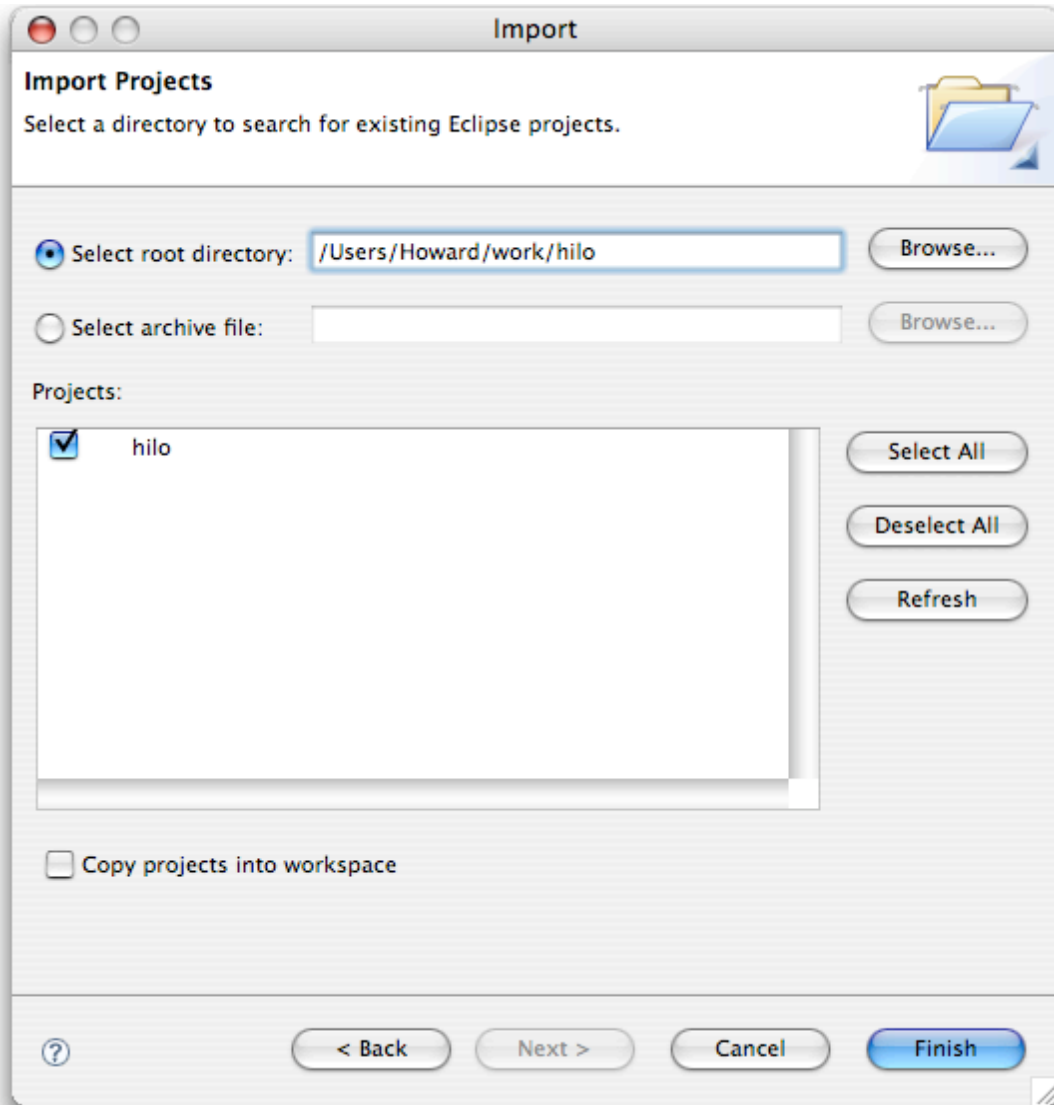 Import
Import Projects
Select a directory to search for existing Eclipse projects.
Select root directory: /Users/Howard/work/hilo Browse...
Select archive file: Browse...
Projects:
hilo Select All
Deselect All
Refresh
Copy projects into workspace
? < Back Next > Cancel Finish